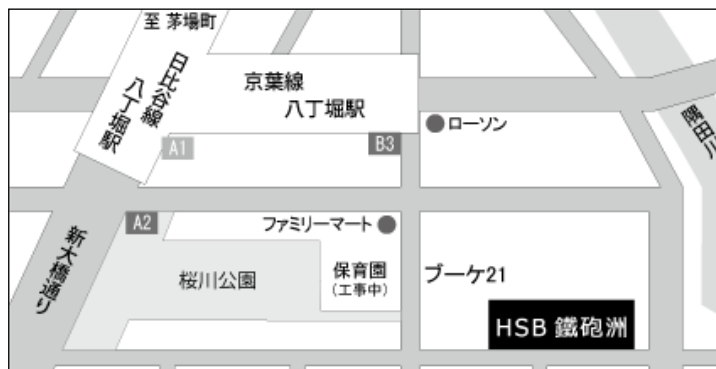 至 茅場町
日比谷線
八丁堀駅
京葉線
八丁堀駅
A1
B3
ローソン
隅田川
A2
ファミリーマート
新大橋通り
桜川公園
保育園
(工事中)
ブーケ21
HSB 鐵砲洲